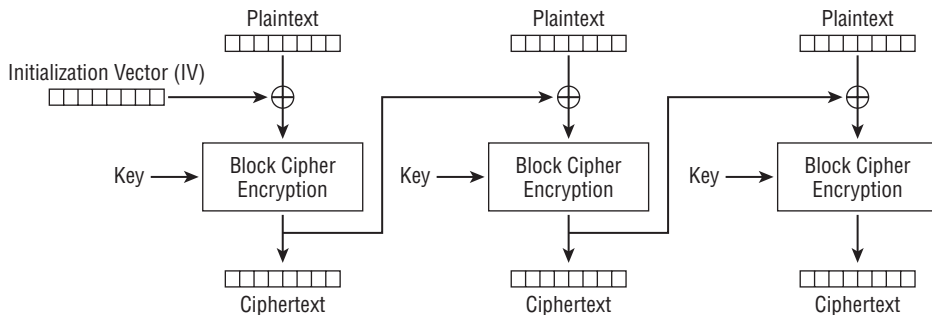 Plaintext
Plaintext
Plaintext
Initialization Vector (IV)
Key
Block Cipher
Encryption
Key
Block Cipher
Encryption
Key
Block Cipher
Encryption
Ciphertext
Ciphertext
Ciphertext